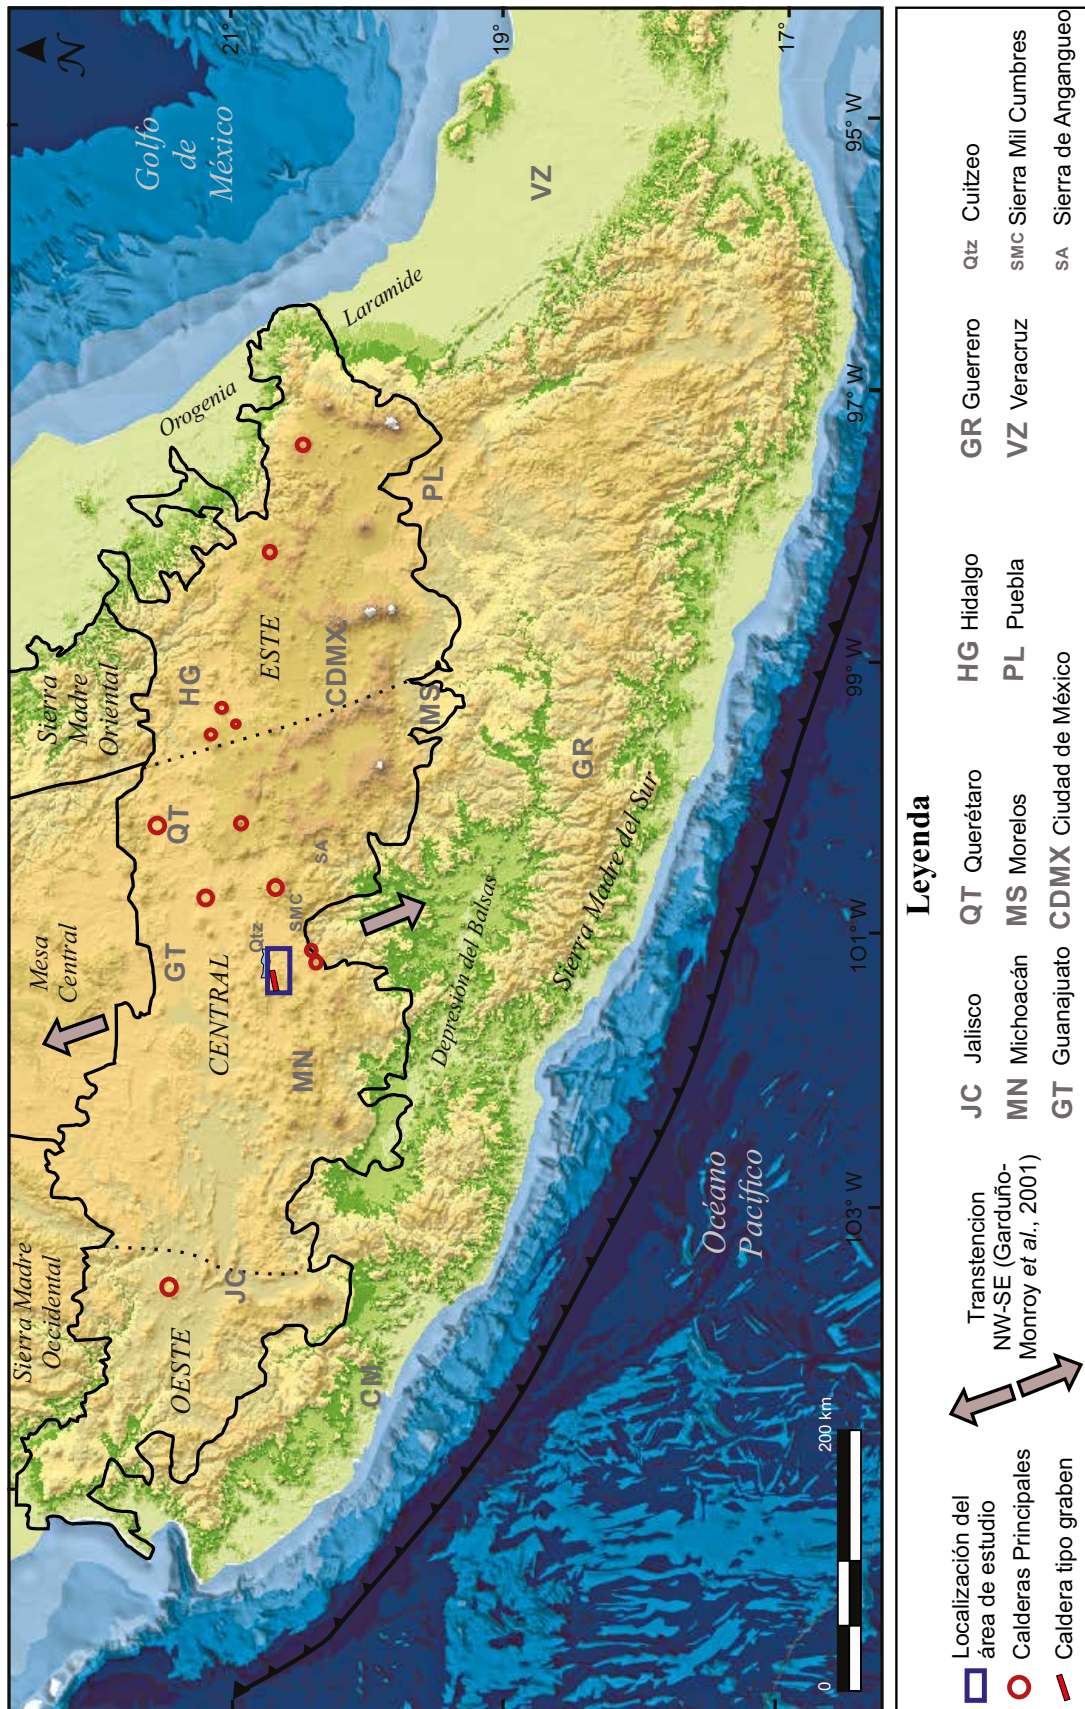 N
21°
19°
17°
95° W
97° W
99° W
101° W
103° W
Golfo
de
México
Orogenia
Laramide
Sierra
Madre
Oriental
Mesa
Central
Sierra Madre
Occidental
OESTE
CENTRAL
ESTE
HG
QT
GT
Qtz
SMC
SA
MN
JC
CM
CDMX
MS
PL
VZ
GR
Depresion del Balsas
Sierra Madre del Sur
Océano
Pacífico
0
200 km
Leyenda
Localización del
área de estudio
Calderas Principales
Caldera tipo graben
Transtencion
NW-SE (Garduño-
Monroy et al., 2001)
JC Jalisco
MN Michoacán
GT Guanajuato
QT Querétaro
MS Morelos
CDMX Ciudad de México
HG Hidalgo
PL Puebla
GR Guerrero
VZ Veracruz
Qtz Cuitzeo
SMC Sierra Mil Cumbres
SA Sierra de Angangueo